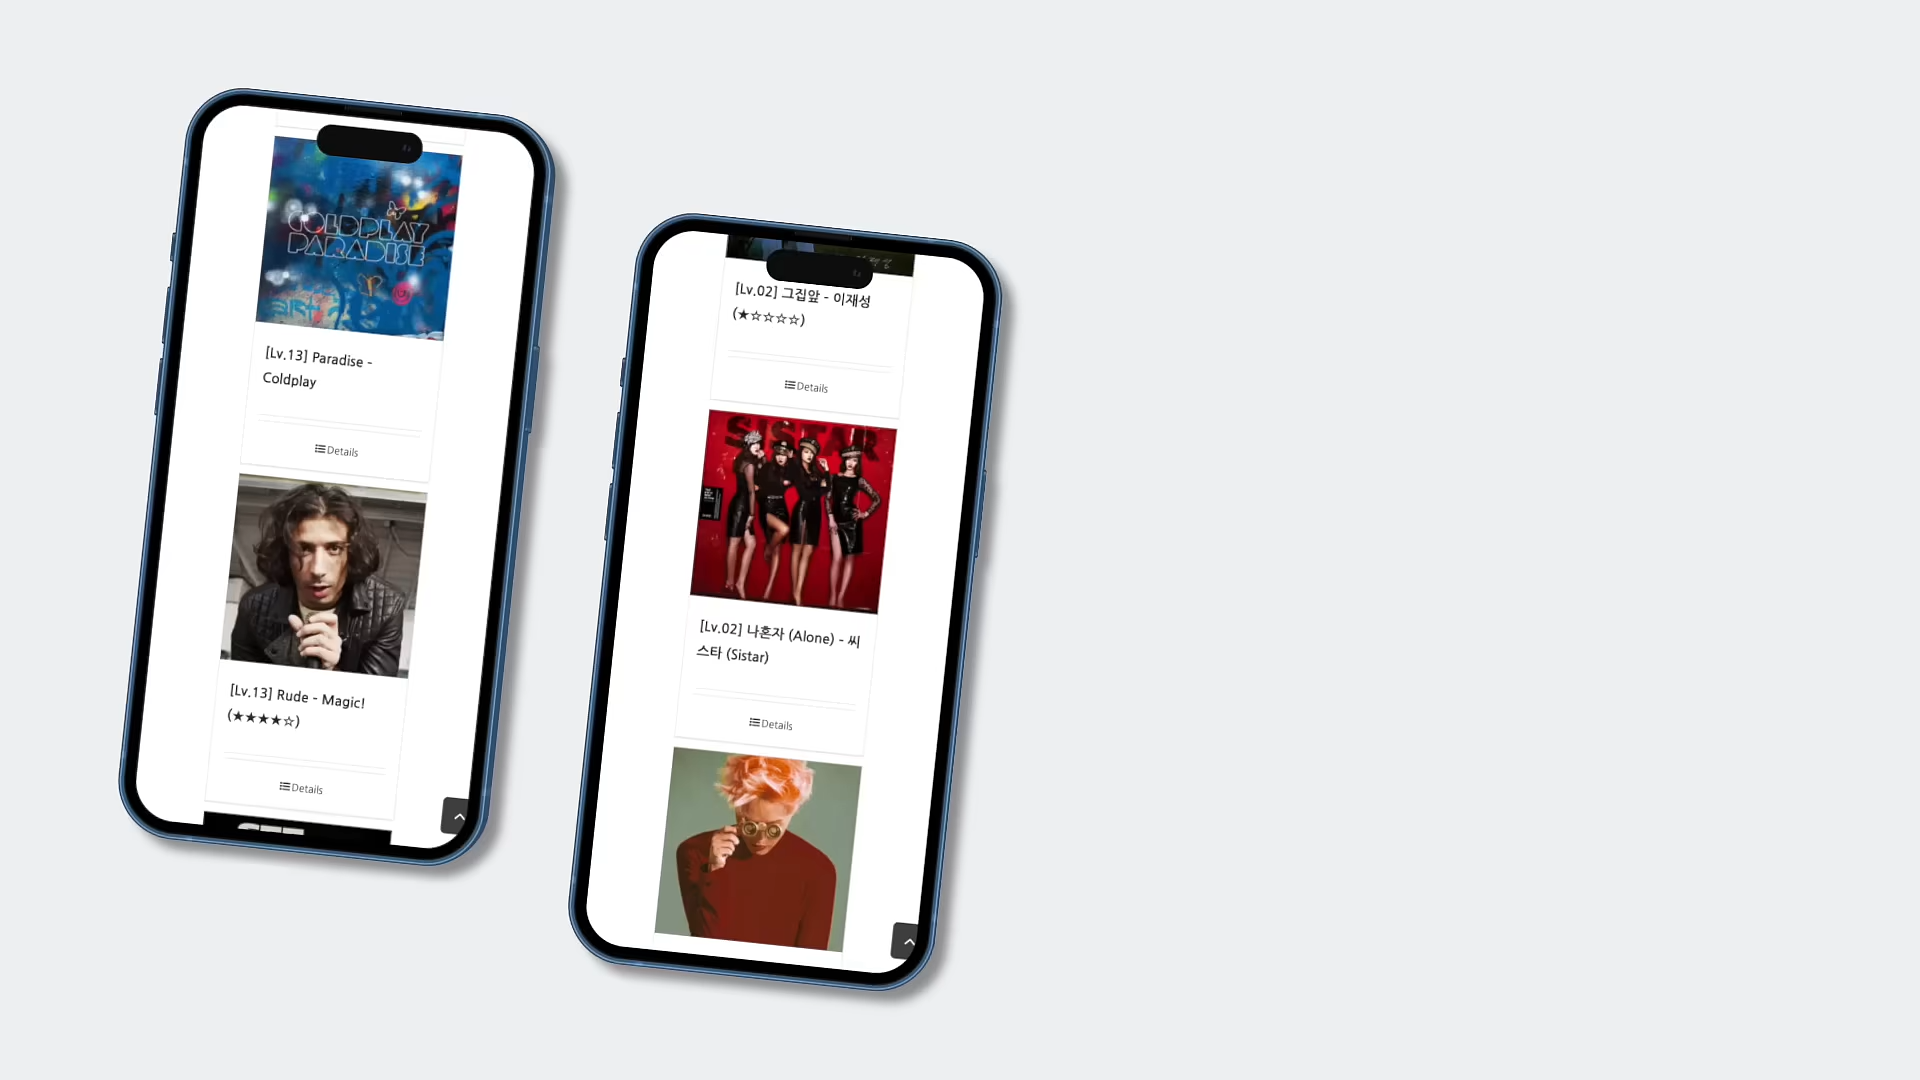 COLDPLAY
PARADISE
[Lv.13] Paradise -
Coldplay
Details
[Lv.13] Rude - Magic!
(★★★★☆)
Details
[Lv.02] 그집앞 - 이재성
(★☆☆☆☆)
Details
SISTAR
[Lv.02] 나혼자 (Alone) - 씨
스타 (Sistar)
Details